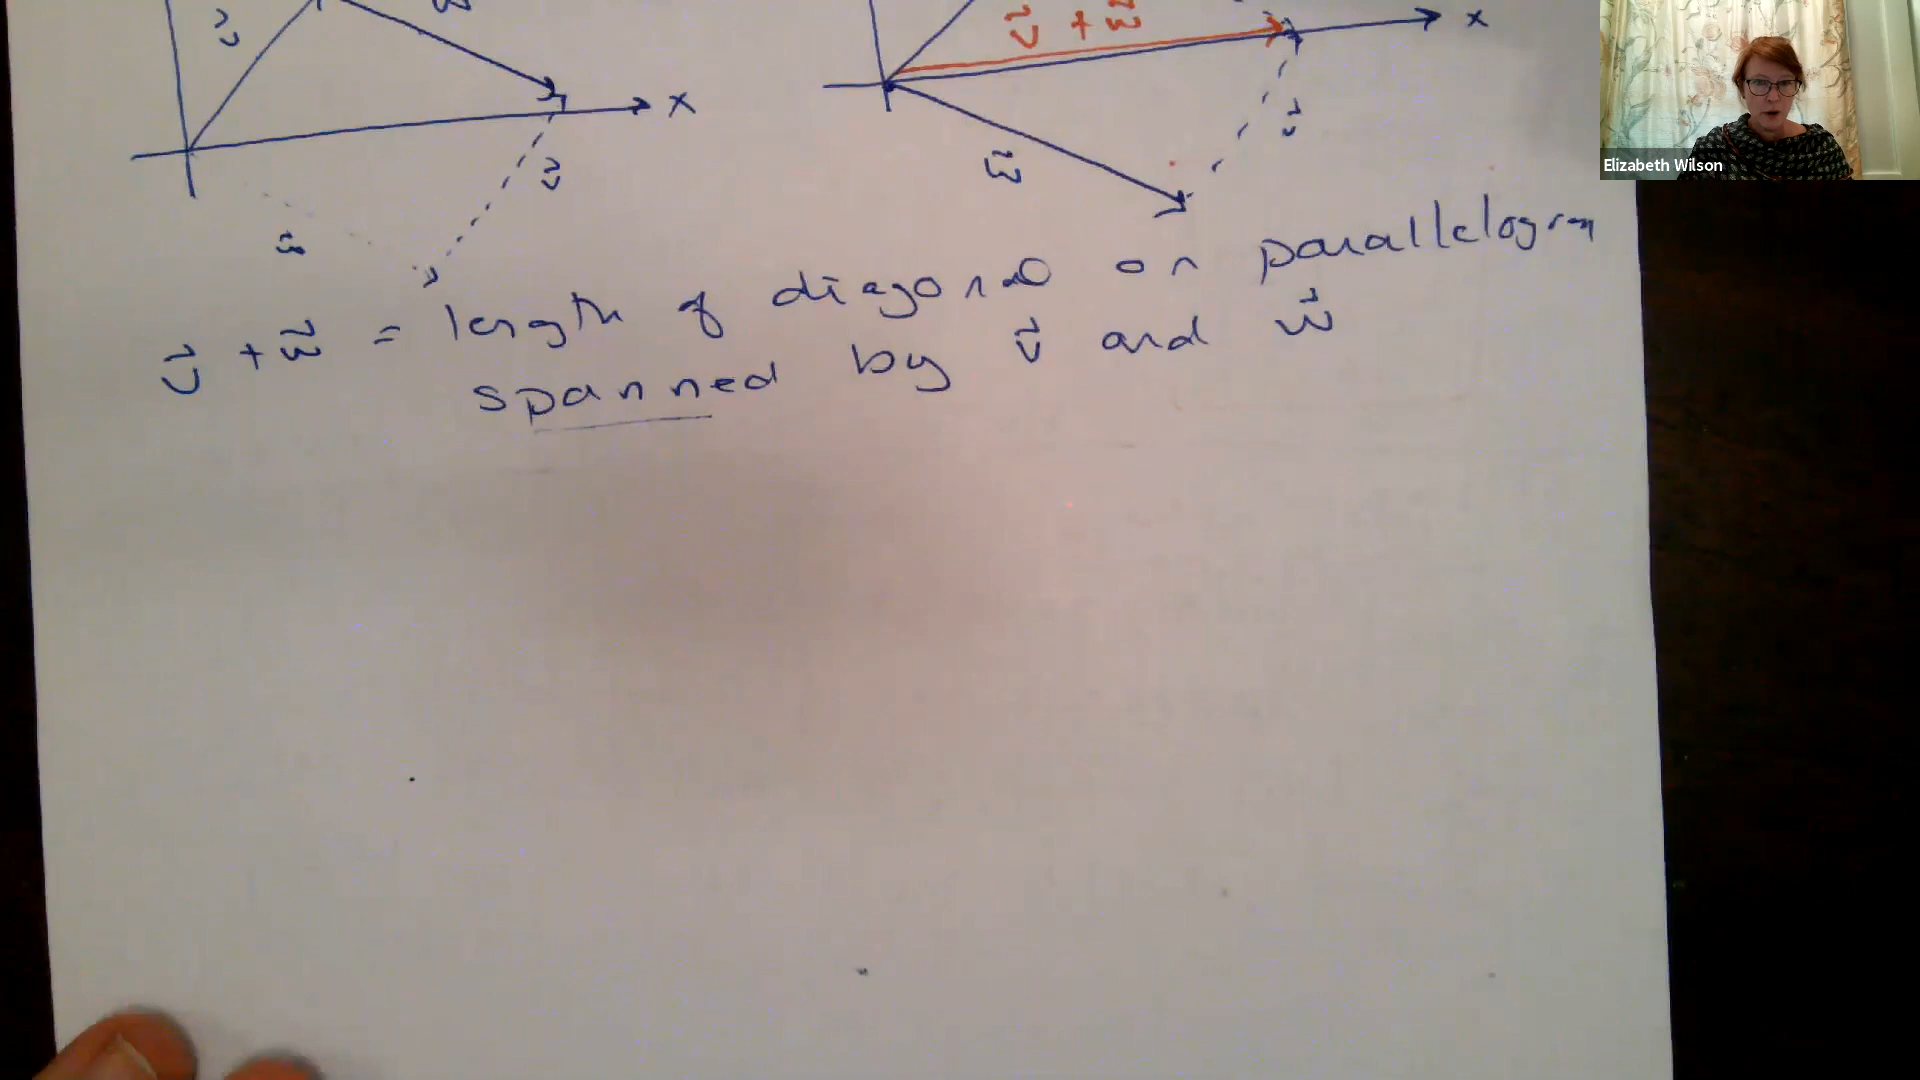 v⃗
w⃗
v⃗ + w⃗
x
x
v⃗
v⃗
w⃗
w⃗
Elizabeth Wilson
v⃗ + w⃗ = length of diagonal on parallelogram
spanned by v⃗ and w⃗